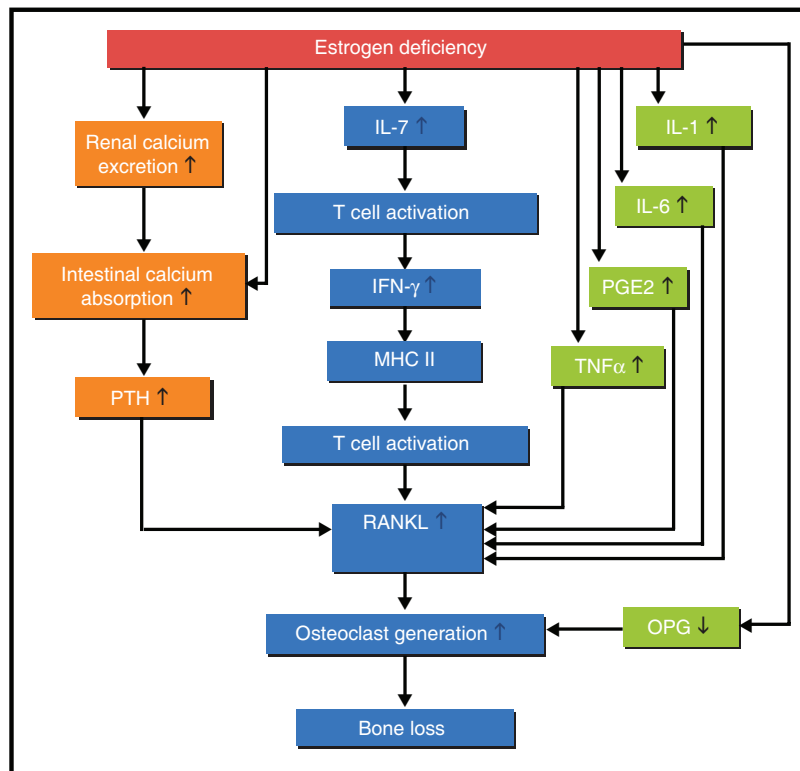 Estrogen deficiency
Renal calcium
excretion ↑
Intestinal calcium
absorption ↑
PTH ↑
IL-7 ↑
T cell activation
IFN-γ ↑
MHC II
T cell activation
RANKL ↑
Osteoclast generation ↑
Bone loss
IL-1 ↑
IL-6 ↑
PGE2 ↑
TNFα ↑
OPG ↓